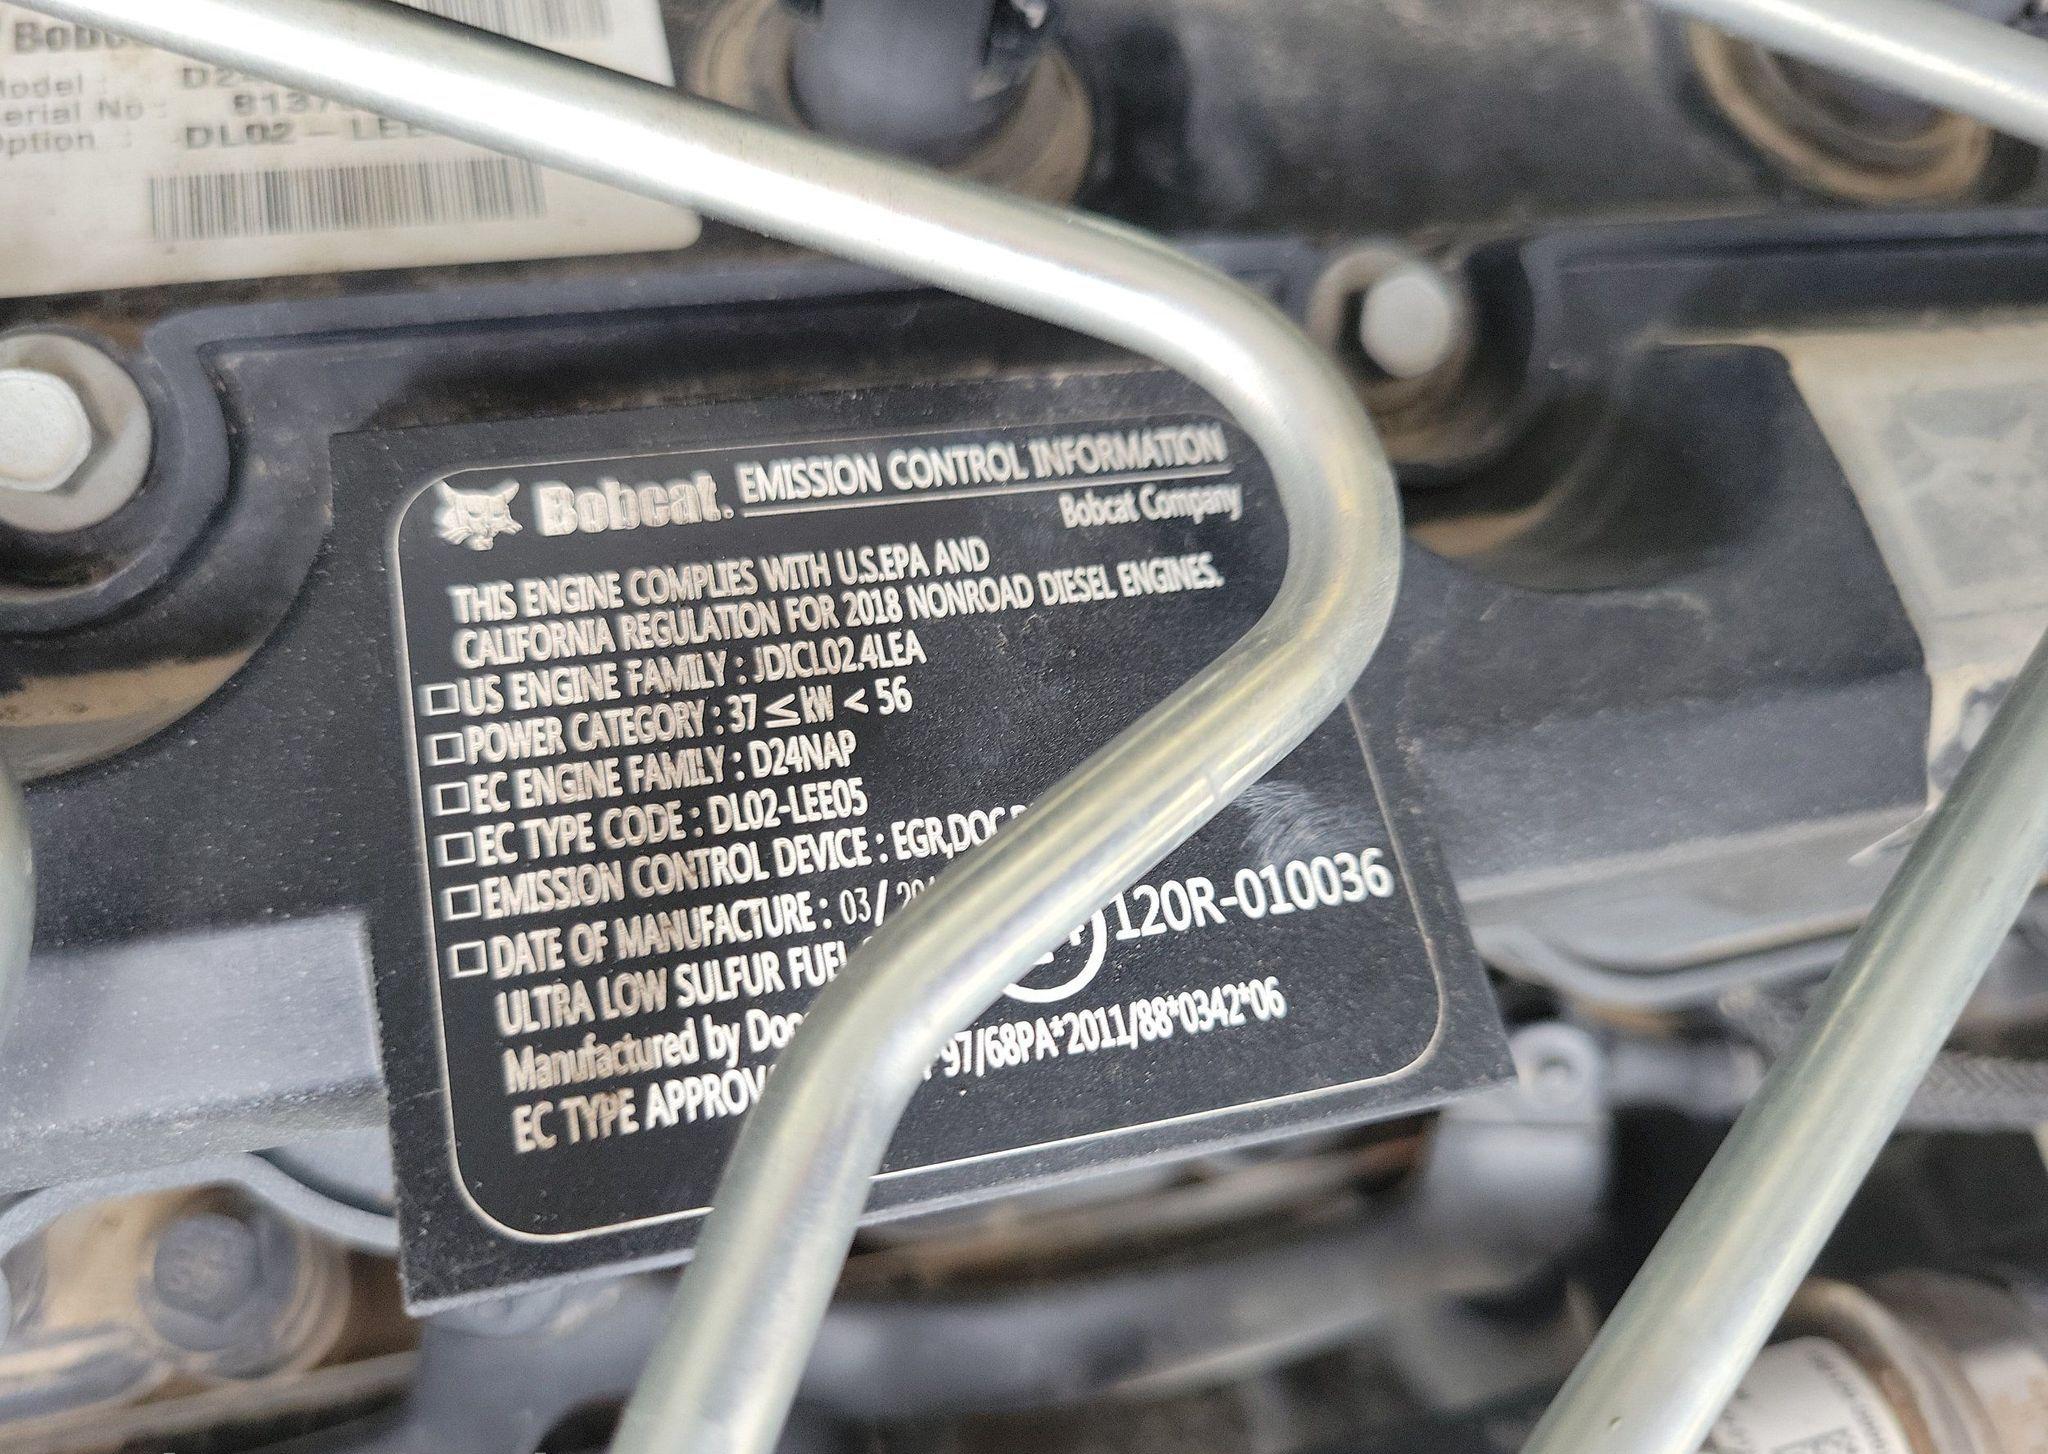 Model :
Serial No :
Option : DL02 - LEE
Bobcat. EMISSION CONTROL INFORMATION
Bobcat Company
THIS ENGINE COMPLIES WITH U.S.EPA AND
CALIFORNIA REGULATION FOR 2018 NONROAD DIESEL ENGINES.
US ENGINE FAMILY : JDICL02.4LEA
POWER CATEGORY : 37 ≤ kW < 56
EC ENGINE FAMILY : D24NAP
EC TYPE CODE : DL02-LEE05
EMISSION CONTROL DEVICE : EGR,DOC
DATE OF MANUFACTURE : 03/
120R-010036
ULTRA LOW SULFUR FUEL
Manufactured by
EC TYPE 97/68PA*2011/88*0342*06